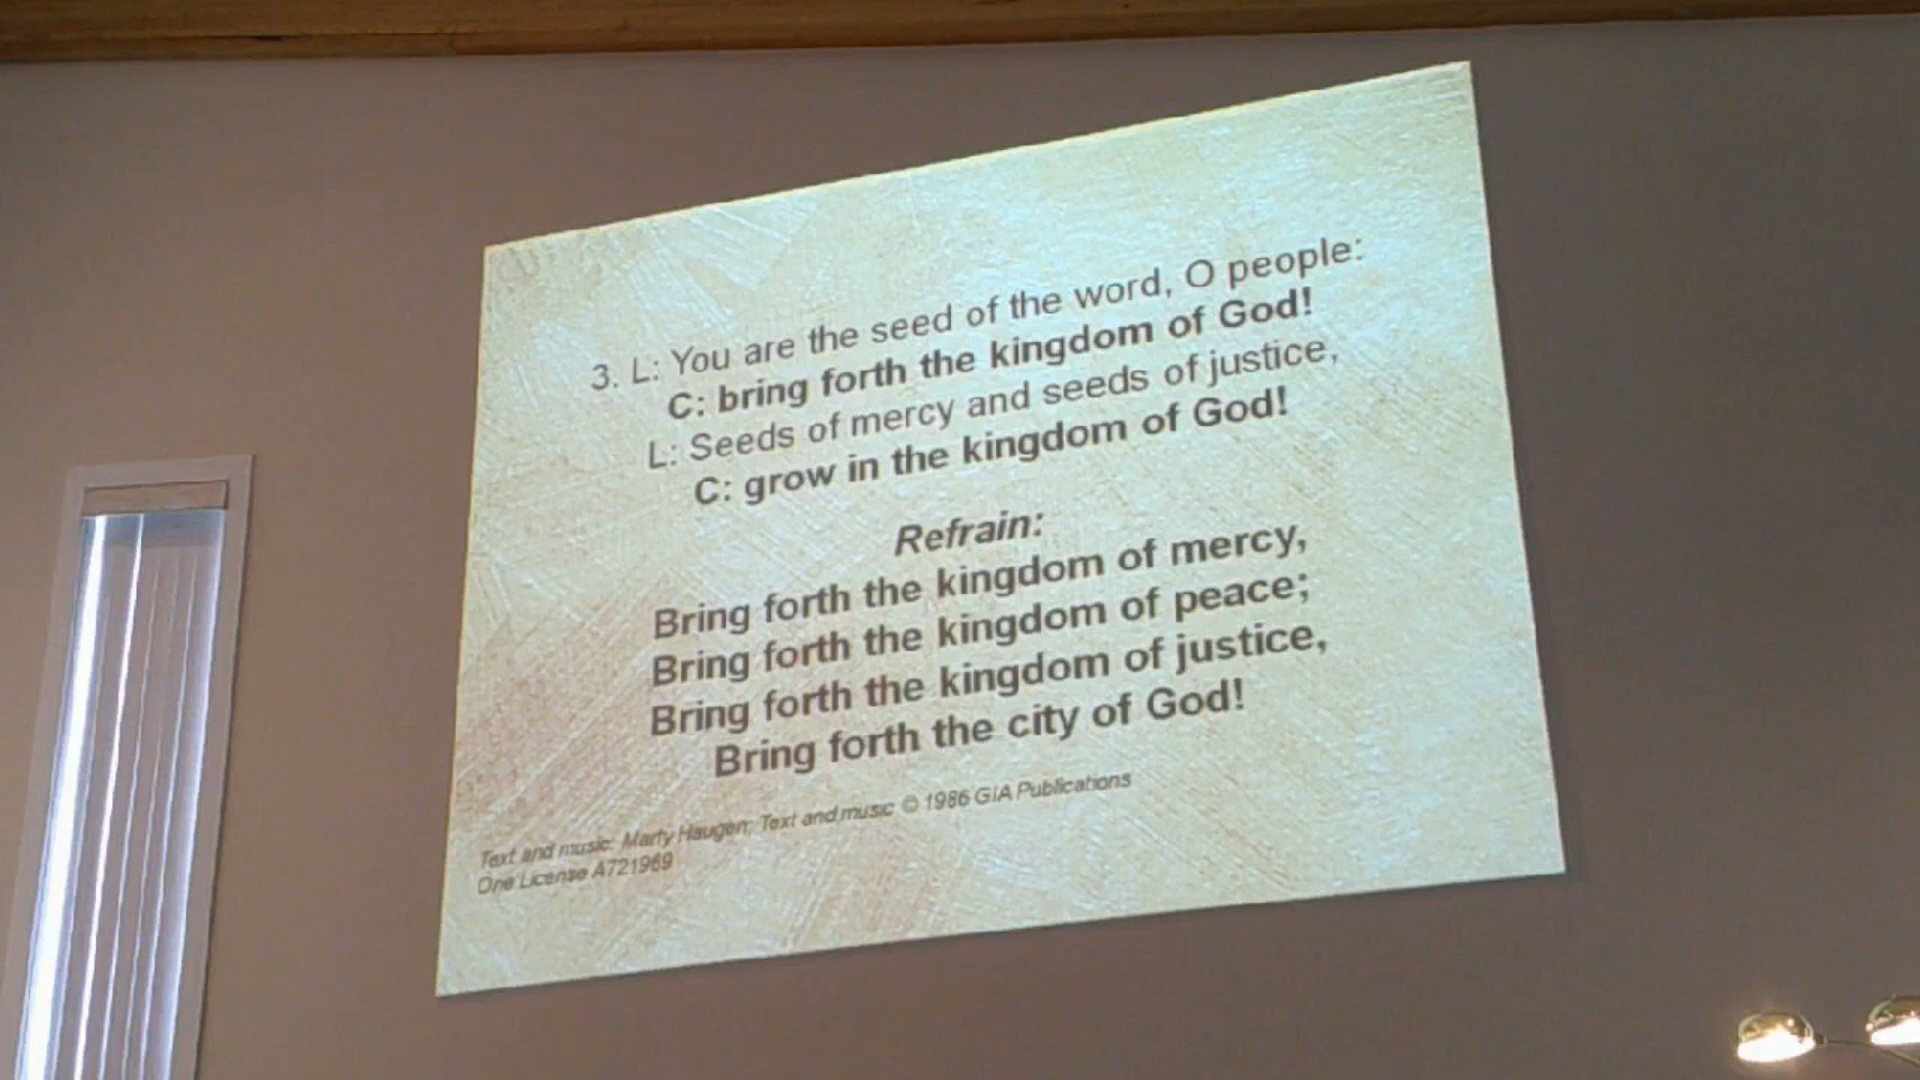 3. L: You are the seed of the word, O people:
C: bring forth the kingdom of God!
L: Seeds of mercy and seeds of justice,
C: grow in the kingdom of God!
Refrain:
Bring forth the kingdom of mercy,
Bring forth the kingdom of peace;
Bring forth the kingdom of justice,
Bring forth the city of God!
Text and music: Marty Haugen; Text and music © 1986 GIA Publications
One License A721969